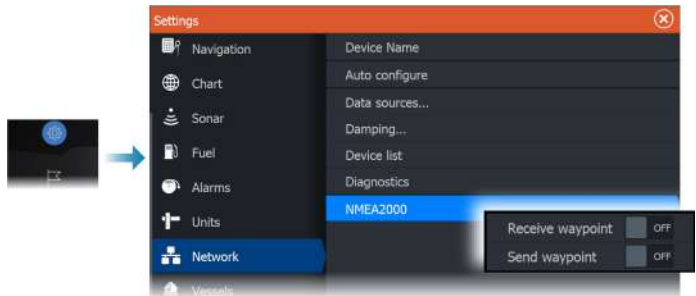 Settings
Navigation
Chart
Sonar
Fuel
Alarms
Units
Network
Vessels
Device Name
Auto configure
Data sources...
Damping...
Device list
Diagnostics
NMEA2000
Receive waypoint OFF
Send waypoint OFF